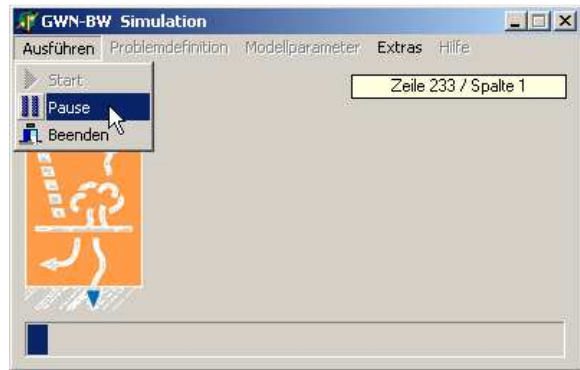 GWN-BW Simulation
Ausführen Problemdefinition Modellparameter Extras Hilfe
Start
Zeile 233 / Spalte 1
Pause
Beenden